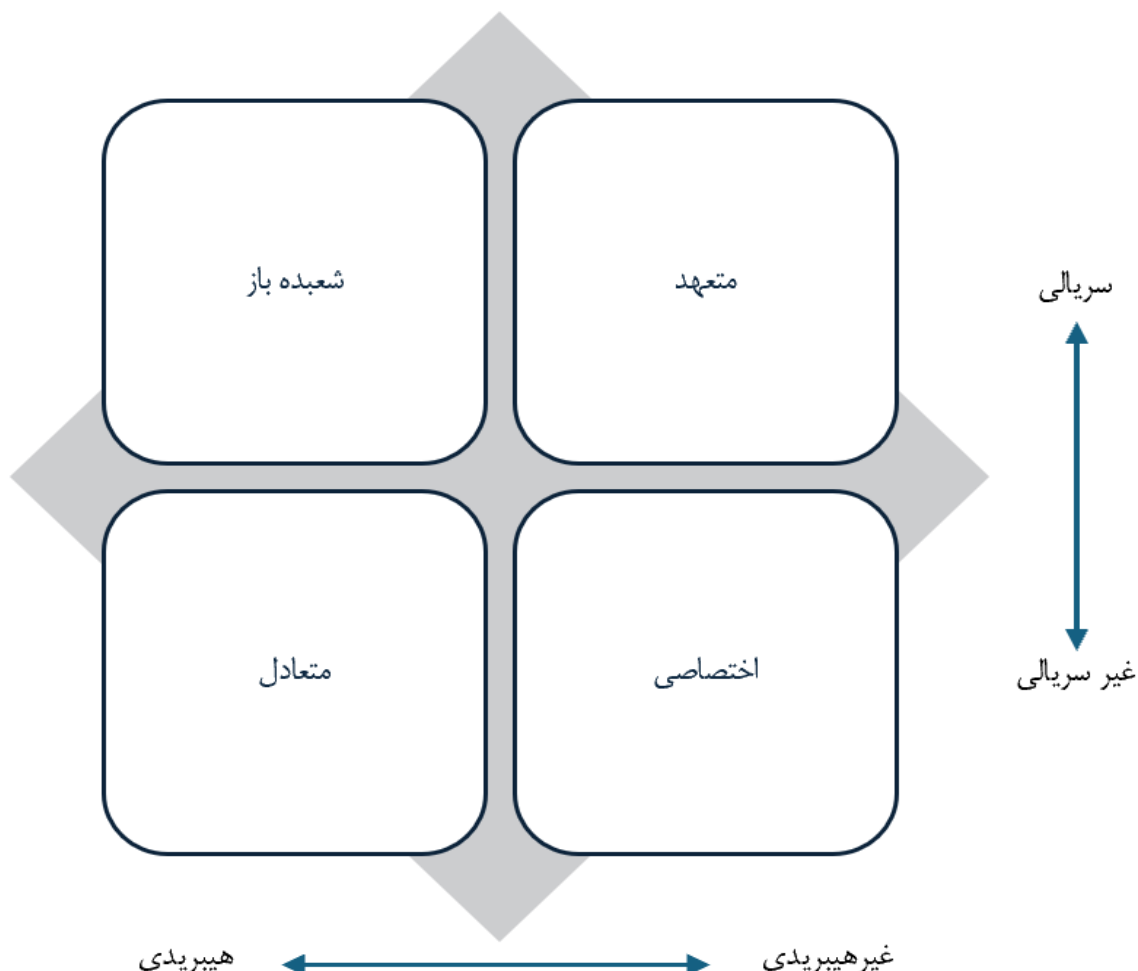 متعهد
شعبده باز
سریالی
اختصاصی
متعادل
غیر سریالی
غیرهیبریدی
هیبریدی